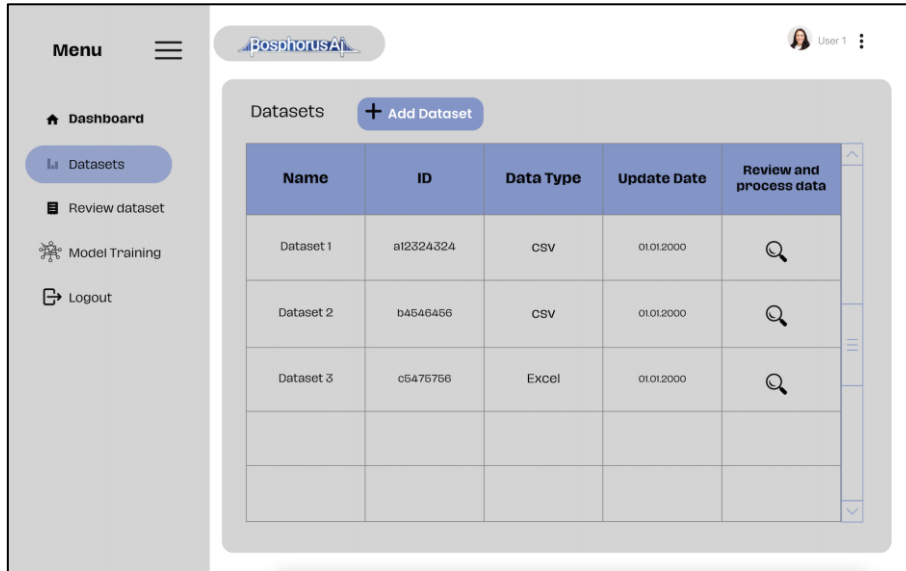 Menu
BosphorusAi
User 1
Dashboard
Datasets
Review dataset
Model Training
Logout
Datasets
+ Add Dataset
Name ID Data Type Update Date Review and process data
Dataset 1 a12324324 CSV 01.01.2000
Dataset 2 b4546456 CSV 01.01.2000
Dataset 3 c5475756 Excel 01.01.2000